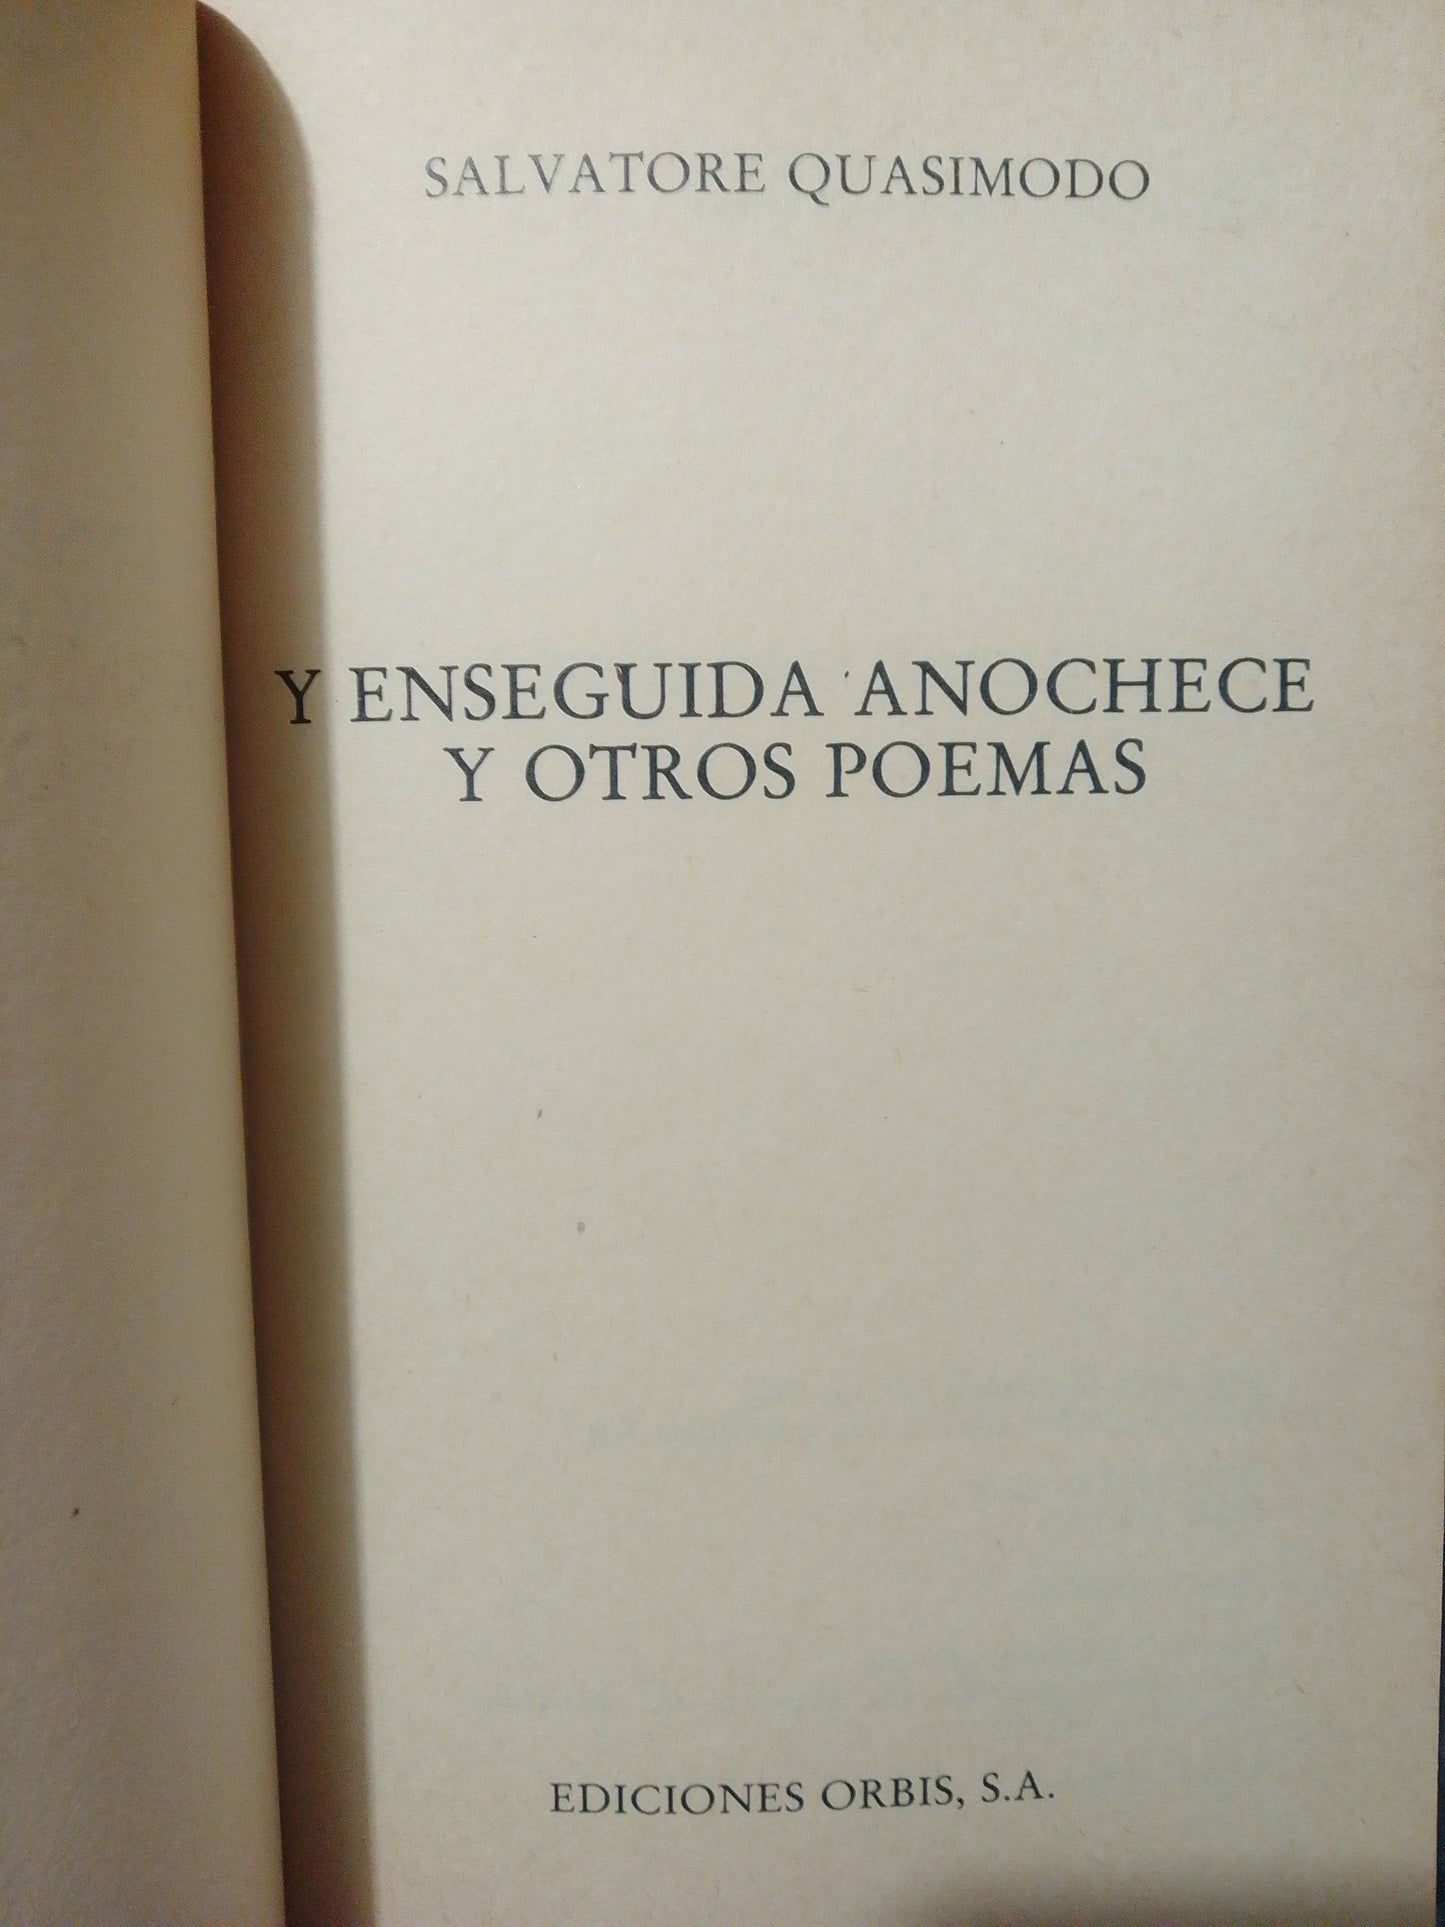 SALVATORE QUASIMODO
Y ENSEGUIDA ANOCHECE
Y OTROS POEMAS
EDICIONES ORBIS, S.A.